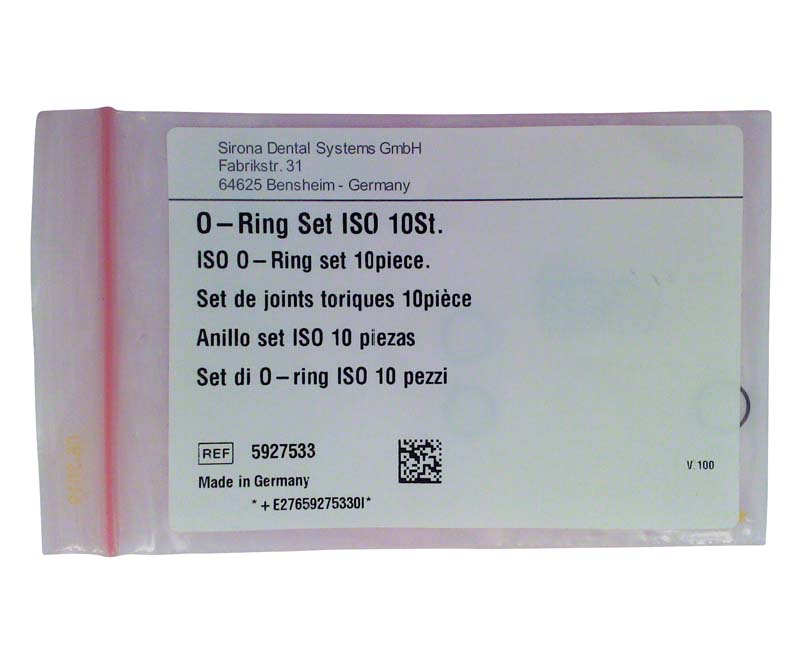 Sirona Dental Systems GmbH
Fabrikstr. 31
64625 Bensheim - Germany
O-Ring Set ISO 10St.
ISO O-Ring set 10piece.
Set de joints toriques 10pièce
Anillo set ISO 10 piezas
Set di O-ring ISO 10 pezzi
REF 5927533
Made in Germany
V.100
*+E27659275330I*